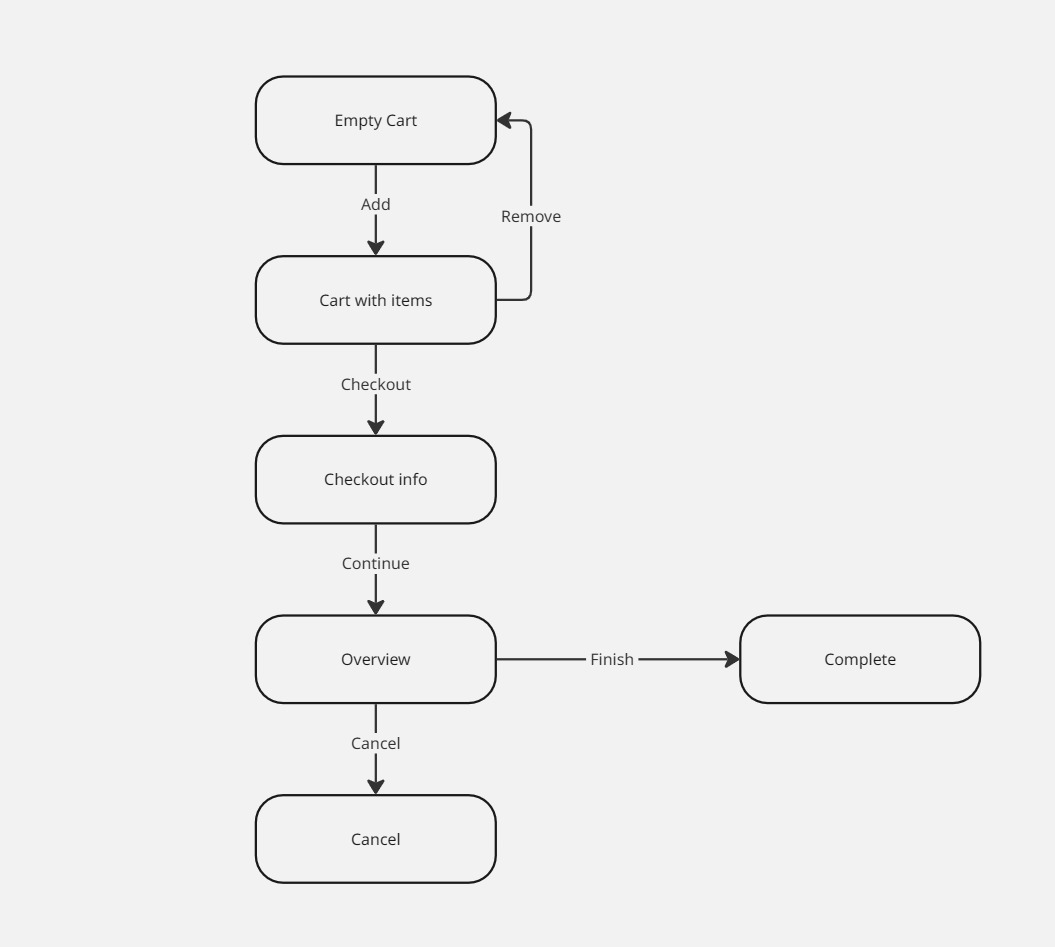 Empty Cart
Add
Remove
Cart with items
Checkout
Checkout info
Continue
Overview
Finish
Complete
Cancel
Cancel